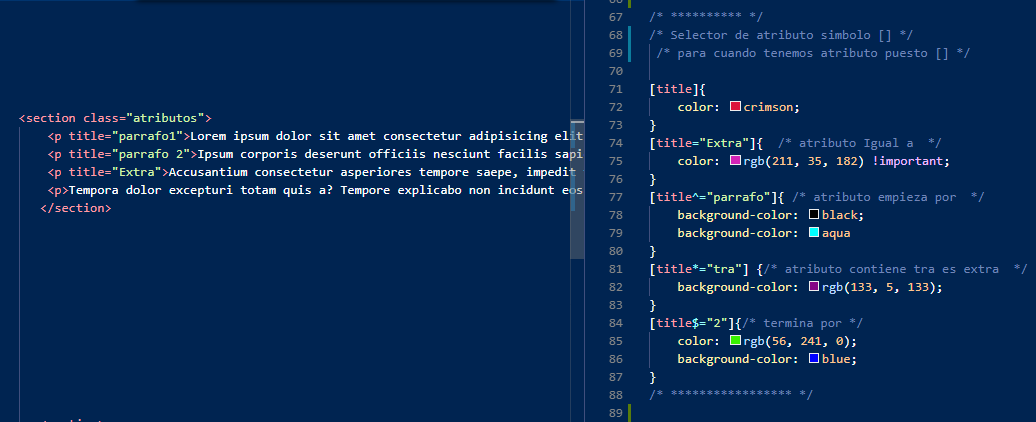 <section class="atributos">
<p title="parrafo1">Lorem ipsum dolor sit amet consectetur adipisicing elit
<p title="parrafo 2">Ipsum corporis deserunt officiis nesciunt facilis sapi
<p title="Extra">Accusantium consectetur asperiores tempore saepe, impedit
<p>Tempora dolor excepturi totam quis a? Tempore explicabo non incidunt eos
</section>
67 /* ********** */
68 /* Selector de atributo simbolo [] */
69 /* para cuando tenemos atributo puesto [] */
70
71 [title]{
72 color: crimson;
73 }
74 [title="Extra"]{ /* atributo Igual a */
75 color: rgb(211, 35, 182) !important;
76 }
77 [title^="parrafo"]{ /* atributo empieza por */
78 background-color: black;
79 background-color: aqua
80 }
81 [title*="tra"] {/* atributo contiene tra es extra */
82 background-color: rgb(133, 5, 133);
83 }
84 [title$="2"]{/* termina por */
85 color: rgb(56, 241, 0);
86 background-color: blue;
87 }
88 /* ***************** */
89